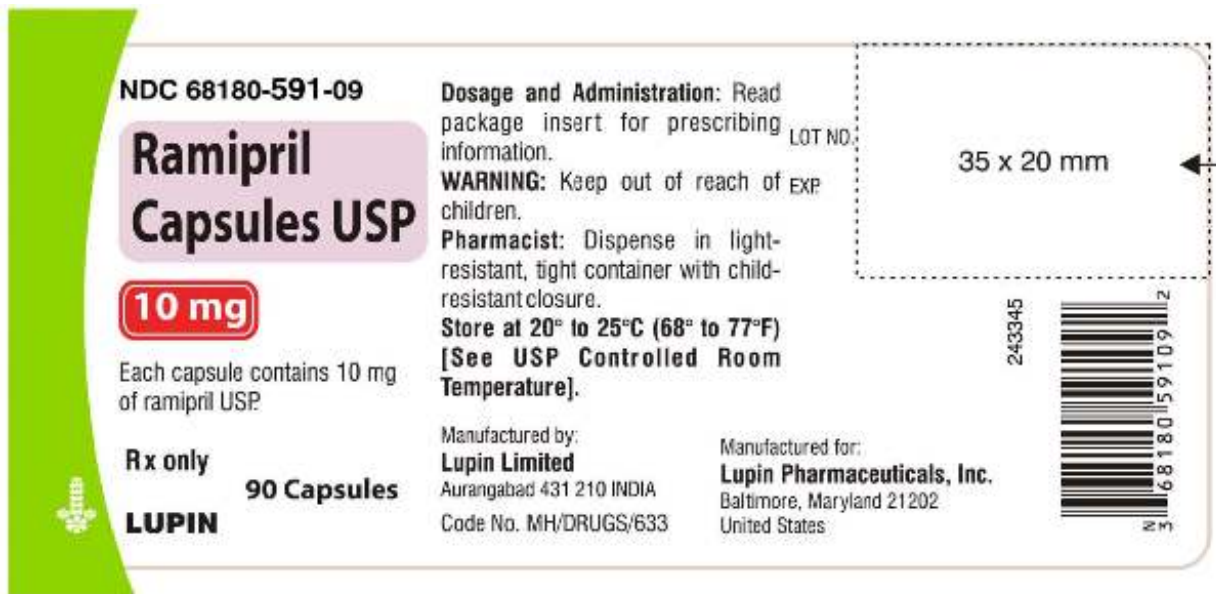 NDC 68180-591-09
Ramipril
Capsules USP
10 mg
Each capsule contains 10 mg
of ramipril USP.
Rx only
90 Capsules
LUPIN
Dosage and Administration: Read
package insert for prescribing
information.
WARNING: Keep out of reach of
children.
Pharmacist: Dispense in light-
resistant, tight container with child-
resistant closure.
Store at 20° to 25°C (68° to 77°F)
[See USP Controlled Room
Temperature].
Manufactured by:
Lupin Limited
Aurangabad 431 210 INDIA
Code No. MH/DRUGS/633
Manufactured for:
Lupin Pharmaceuticals, Inc.
Baltimore, Maryland 21202
United States
LOT NO.
EXP.
35 x 20 mm
243345
N
3 68180 59109 2